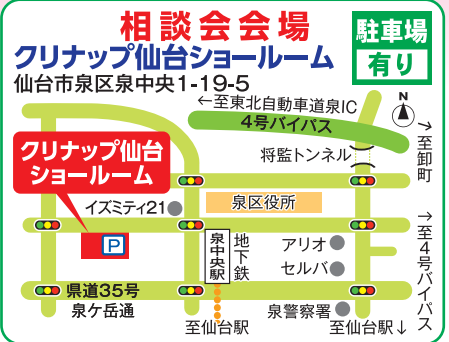 相談会会場
クリナップ仙台ショールーム
仙台市泉区泉中央1-19-5
駐車場
有り
←至東北自動車道泉IC
4号バイパス
N
将監トンネル
→至卸町
クリナップ仙台
ショールーム
イズミティ21
泉区役所
P
泉中央駅
地下鉄
アリオ
セルバ
→至4号バイパス
県道35号
泉ケ岳通
泉警察署
至仙台駅
至仙台駅↓